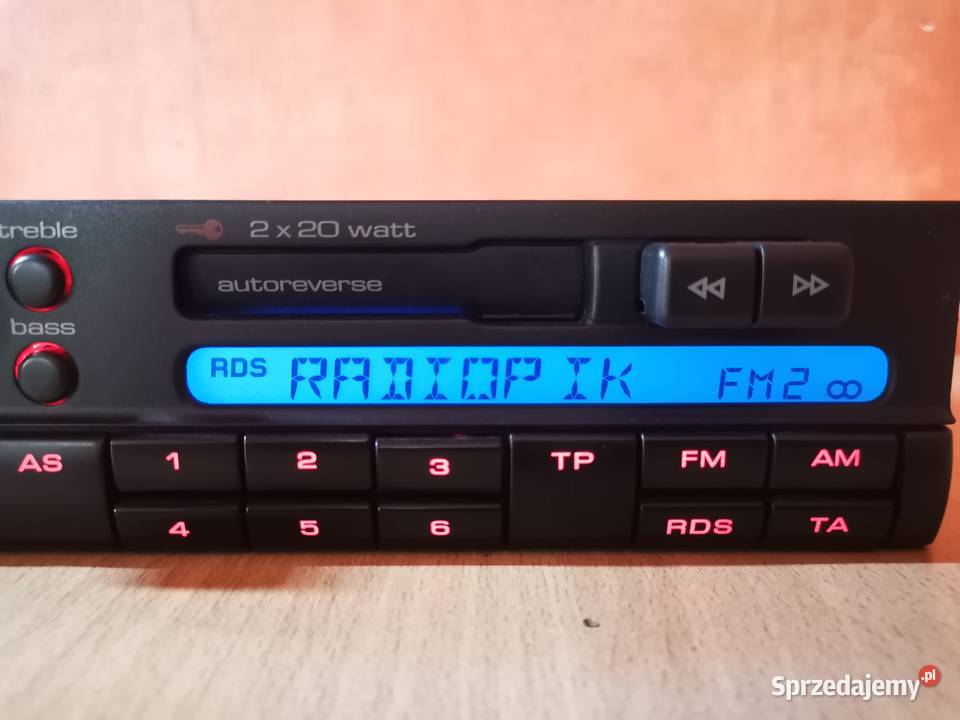 treble
2 x 20 watt
autoreverse
bass
RDS RADIOPIK FM2
AS 1 2 3 TP FM AM
4 5 6 RDS TA
Sprzedajemy.pl